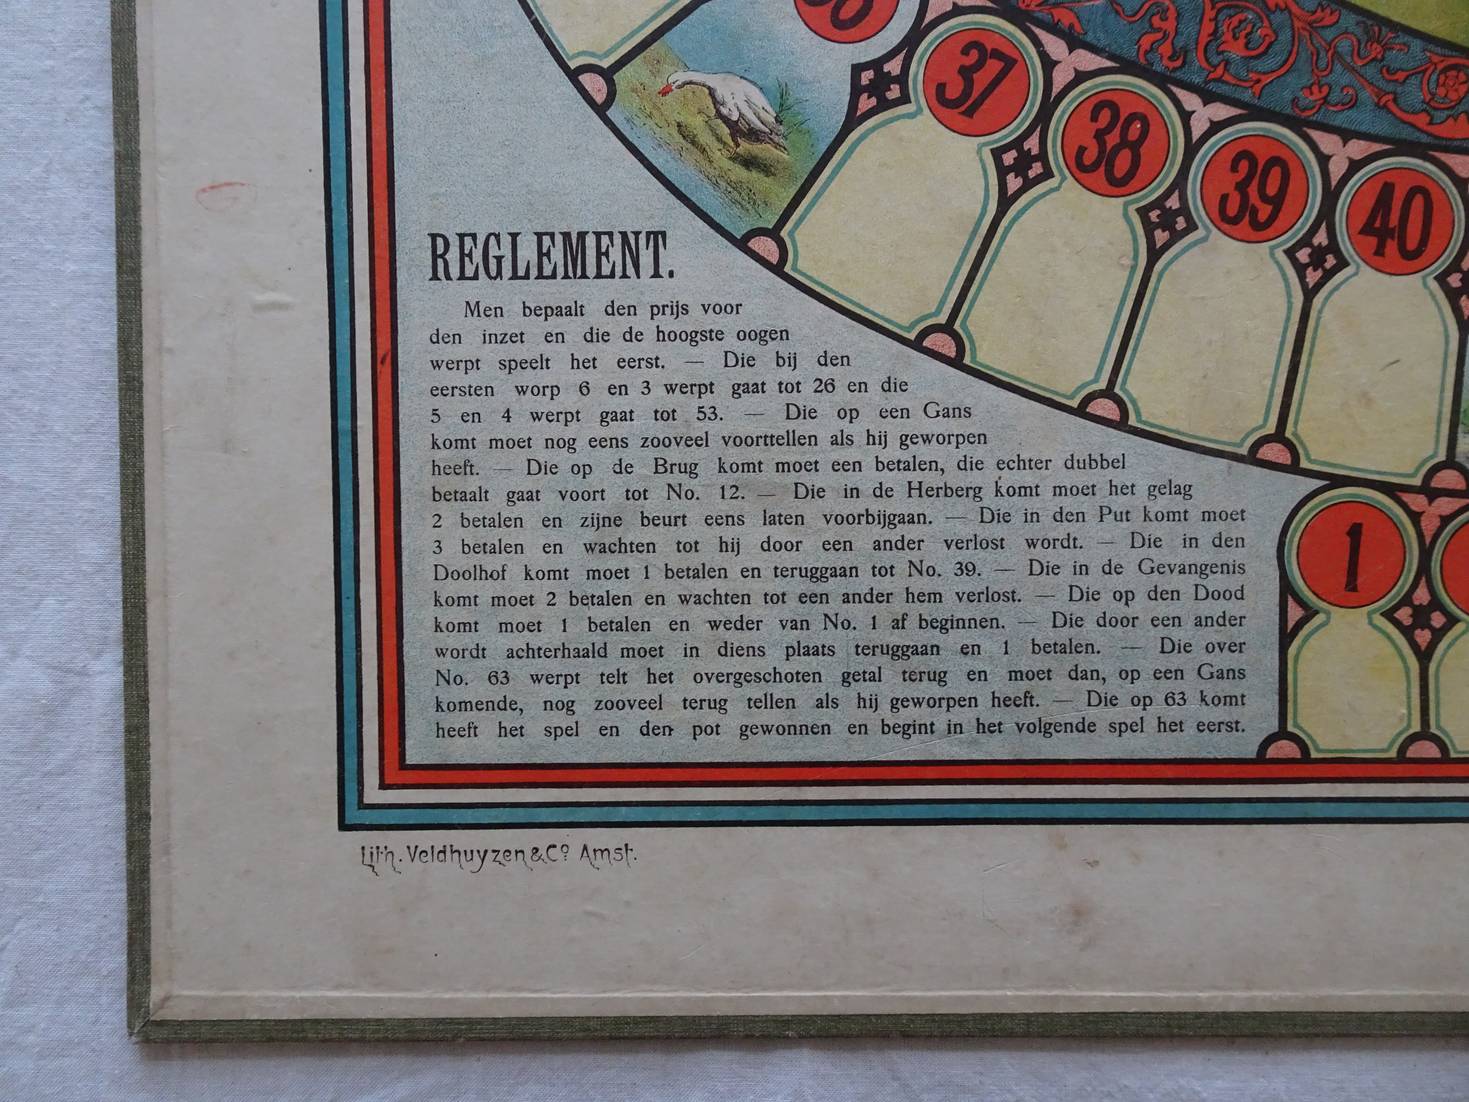 37
38
39
40
1
REGLEMENT.
Men bepaalt den prijs voor
den inzet en die de hoogste oogen
werpt speelt het eerst. — Die bij den
eersten worp 6 en 3 werpt gaat tot 26 en die
5 en 4 werpt gaat tot 53. — Die op een Gans
komt moet nog eens zooveel voorttellen als hij geworpen
heeft. — Die op de Brug komt moet een betalen, die echter dubbel
betaalt gaat voort tot No. 12. — Die in de Herberg komt moet het gelag
2 betalen en zijne beurt eens laten voorbijgaan. — Die in den Put komt moet
3 betalen en wachten tot hij door een ander verlost wordt. — Die in den
Doolhof komt moet 1 betalen en teruggaan tot No. 39. — Die in de Gevangenis
komt moet 2 betalen en wachten tot een ander hem verlost. — Die op den Dood
komt moet 1 betalen en weder van No. 1 af beginnen. — Die door een ander
wordt achterhaald moet in diens plaats teruggaan en 1 betalen. — Die over
No. 63 werpt telt het overgeschoten getal terug en moet dan, op een Gans
komende, nog zooveel terug tellen als hij geworpen heeft. — Die op 63 komt
heeft het spel en den pot gewonnen en begint in het volgende spel het eerst.
Lith. Veldhuyzen & Co. Amst.